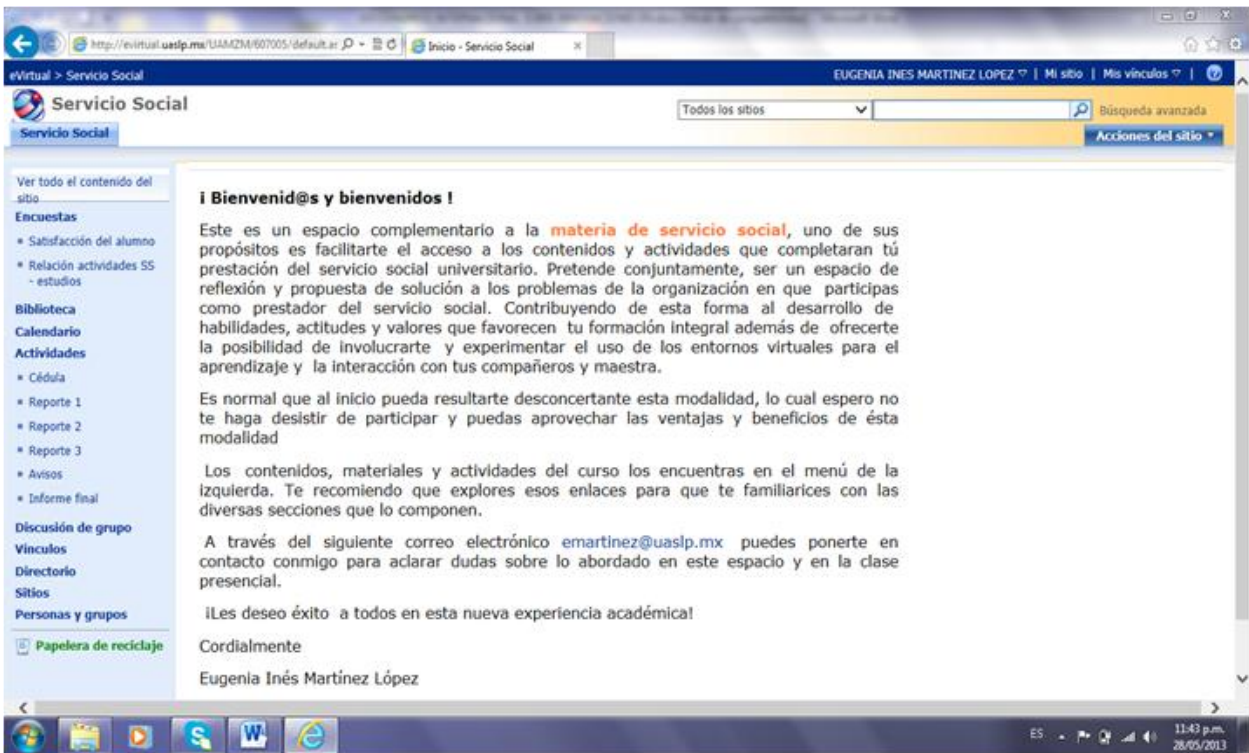 http://evirtual.uaslp.mx/UAMZM/607005/default.as
Inicio - Servicio Social
eVirtual > Servicio Social
EUGENIA INES MARTINEZ LOPEZ | Mi sitio | Mis vínculos |
Servicio Social
Todos los sitios
Búsqueda avanzada
Servicio Social
Acciones del sitio
Ver todo el contenido del
sitio
Encuestas
Satisfacción del alumno
Relación actividades SS
- estudios
Biblioteca
Calendario
Actividades
Cédula
Reporte 1
Reporte 2
Reporte 3
Avisos
Informe final
Discusión de grupo
Vínculos
Directorio
Sitios
Personas y grupos
Papelera de reciclaje
¡ Bienvenid@s y bienvenidos !
Este es un espacio complementario a la materia de servicio social, uno de sus
propósitos es facilitarte el acceso a los contenidos y actividades que completaran tú
prestación del servicio social universitario. Pretende conjuntamente, ser un espacio de
reflexión y propuesta de solución a los problemas de la organización en que participas
como prestador del servicio social. Contribuyendo de esta forma al desarrollo de
habilidades, actitudes y valores que favorecen tu formación integral además de ofrecerte
la posibilidad de involucrarte y experimentar el uso de los entornos virtuales para el
aprendizaje y la interacción con tus compañeros y maestra.
Es normal que al inicio pueda resultarte desconcertante esta modalidad, lo cual espero no
te haga desistir de participar y puedas aprovechar las ventajas y beneficios de ésta
modalidad
Los contenidos, materiales y actividades del curso los encuentras en el menú de la
izquierda. Te recomiendo que explores esos enlaces para que te familiarices con las
diversas secciones que lo componen.
A través del siguiente correo electrónico emartinez@uaslp.mx puedes ponerte en
contacto conmigo para aclarar dudas sobre lo abordado en este espacio y en la clase
presencial.
¡Les deseo éxito a todos en esta nueva experiencia académica!
Cordialmente
Eugenia Inés Martínez López
ES
11:43 p.m.
28/05/2013